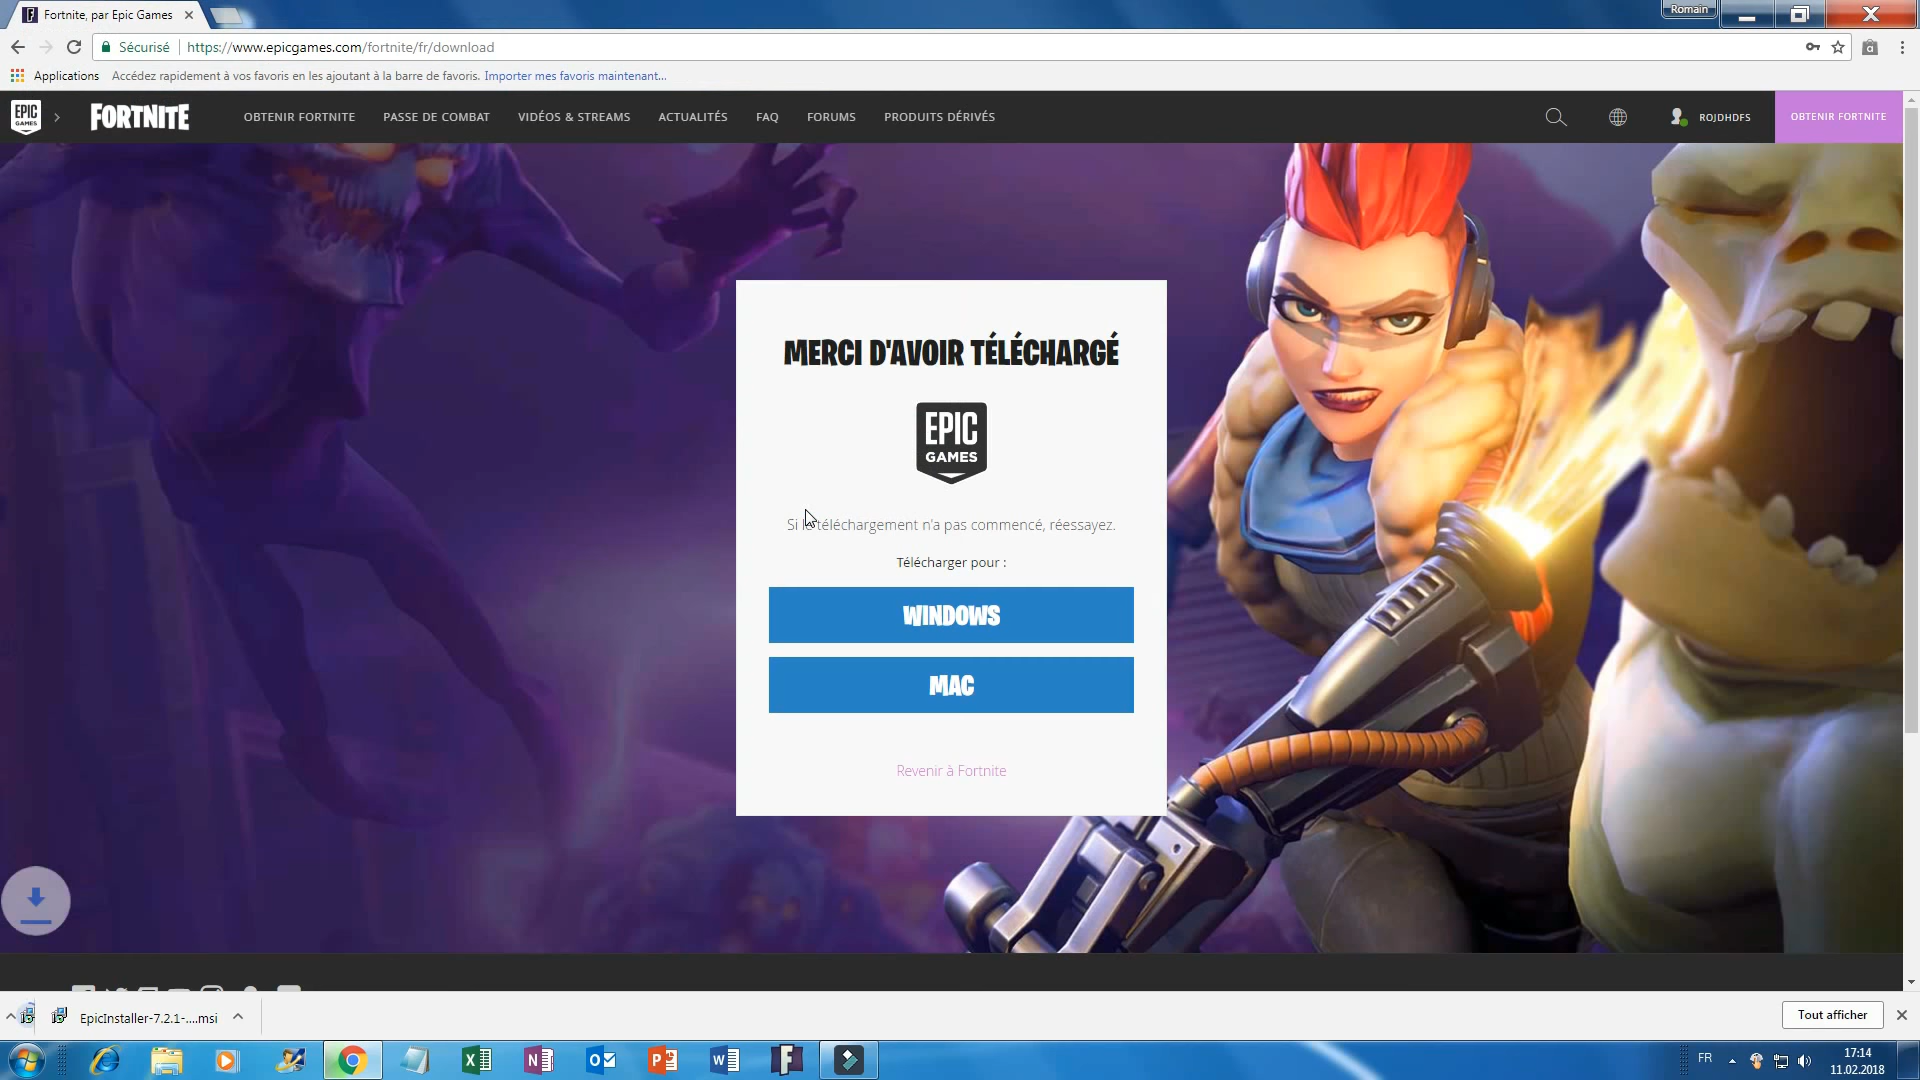 Fortnite, par Epic Games
Romain
Sécurisé https://www.epicgames.com/fortnite/fr/download
Applications Accédez rapidement à vos favoris en les ajoutant à la barre de favoris. Importer mes favoris maintenant...
EPIC GAMES FORTNITE OBTENIR FORTNITE PASSE DE COMBAT VIDÉOS & STREAMS ACTUALITÉS FAQ FORUMS PRODUITS DÉRIVÉS ROJDHDFS OBTENIR FORTNITE
MERCI D'AVOIR TÉLÉCHARGÉ
EPIC
GAMES
Si le téléchargement n'a pas commencé, réessayez.
Télécharger pour :
WINDOWS
MAC
Revenir à Fortnite
EpicInstaller-7.2.1-....msi
Tout afficher
FR
17:14
11.02.2018